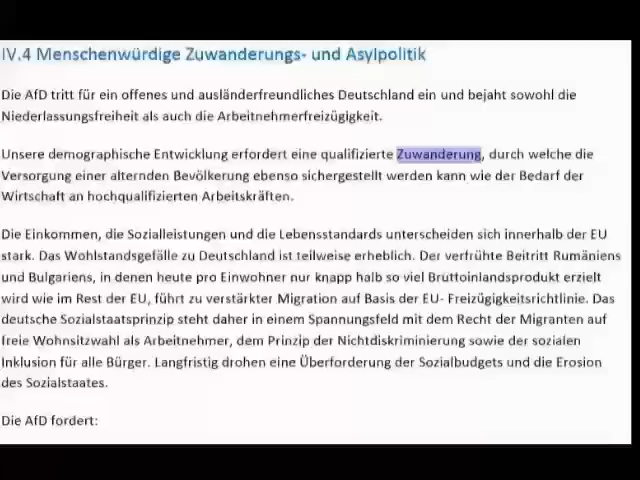 IV.4 Menschenwürdige Zuwanderungs- und Asylpolitik
Die AfD tritt für ein offenes und ausländerfreundliches Deutschland ein und bejaht sowohl die
Niederlassungsfreiheit als auch die Arbeitnehmerfreizügigkeit.
Unsere demographische Entwicklung erfordert eine qualifizierte Zuwanderung, durch welche die
Versorgung einer alternden Bevölkerung ebenso sichergestellt werden kann wie der Bedarf der
Wirtschaft an hochqualifizierten Arbeitskräften.
Die Einkommen, die Sozialleistungen und die Lebensstandards unterscheiden sich innerhalb der EU
stark. Das Wohlstandsgefälle zu Deutschland ist teilweise erheblich. Der verfrühte Beitritt Rumäniens
und Bulgariens, in denen heute pro Einwohner nur knapp halb so viel Bruttoinlandsprodukt erzielt
wird wie im Rest der EU, führt zu verstärkter Migration auf Basis der EU- Freizügigkeitsrichtlinie. Das
deutsche Sozialstaatsprinzip steht daher in einem Spannungsfeld mit dem Recht der Migranten auf
freie Wohnsitzwahl als Arbeitnehmer, dem Prinzip der Nichtdiskriminierung sowie der sozialen
Inklusion für alle Bürger. Langfristig drohen eine Überforderung der Sozialbudgets und die Erosion
des Sozialstaates.
Die AfD fordert: